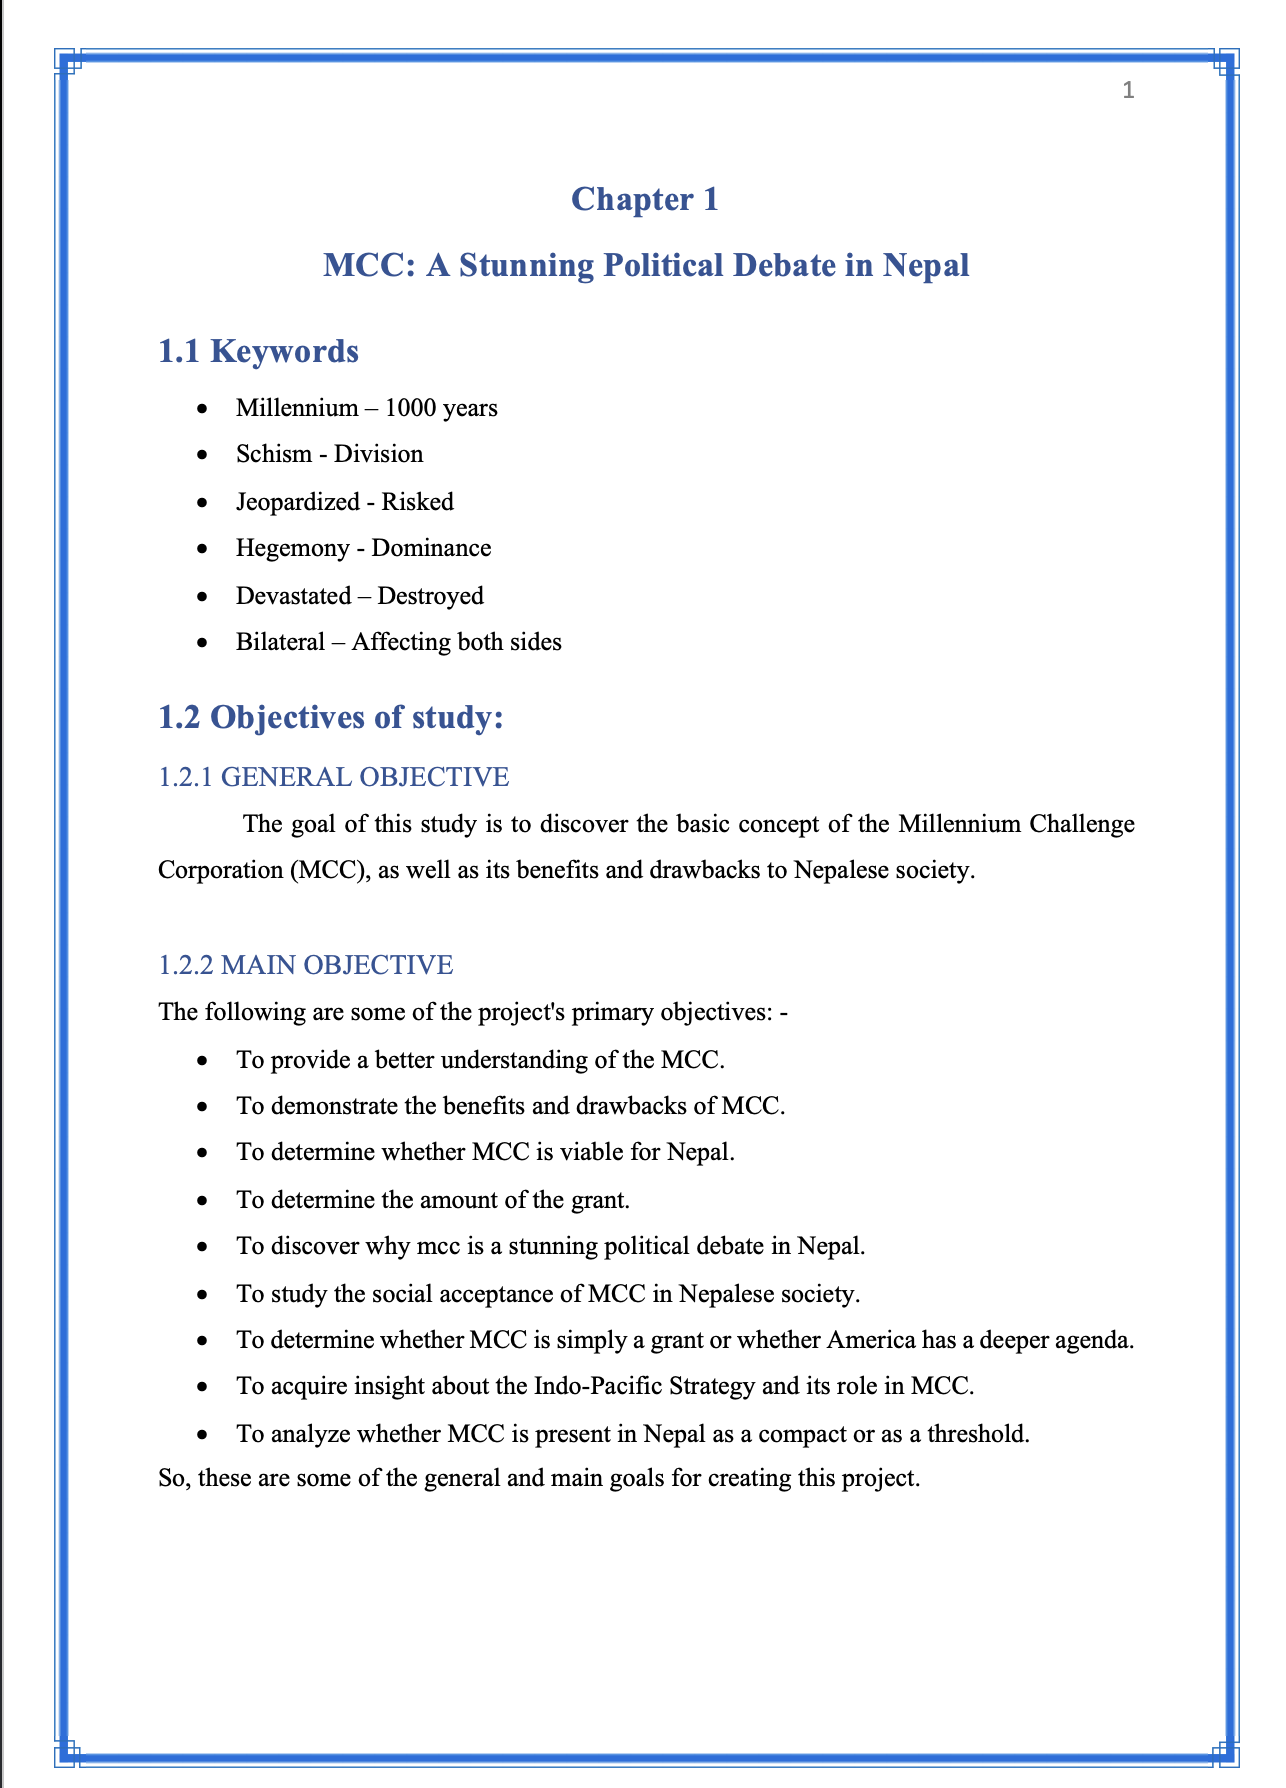 1
Chapter 1
MCC: A Stunning Political Debate in Nepal
1.1 Keywords
• Millennium – 1000 years
• Schism - Division
• Jeopardized - Risked
• Hegemony - Dominance
• Devastated – Destroyed
• Bilateral – Affecting both sides
1.2 Objectives of study:
1.2.1 GENERAL OBJECTIVE
The goal of this study is to discover the basic concept of the Millennium Challenge
Corporation (MCC), as well as its benefits and drawbacks to Nepalese society.
1.2.2 MAIN OBJECTIVE
The following are some of the project's primary objectives: -
• To provide a better understanding of the MCC.
• To demonstrate the benefits and drawbacks of MCC.
• To determine whether MCC is viable for Nepal.
• To determine the amount of the grant.
• To discover why mcc is a stunning political debate in Nepal.
• To study the social acceptance of MCC in Nepalese society.
• To determine whether MCC is simply a grant or whether America has a deeper agenda.
• To acquire insight about the Indo-Pacific Strategy and its role in MCC.
• To analyze whether MCC is present in Nepal as a compact or as a threshold.
So, these are some of the general and main goals for creating this project.